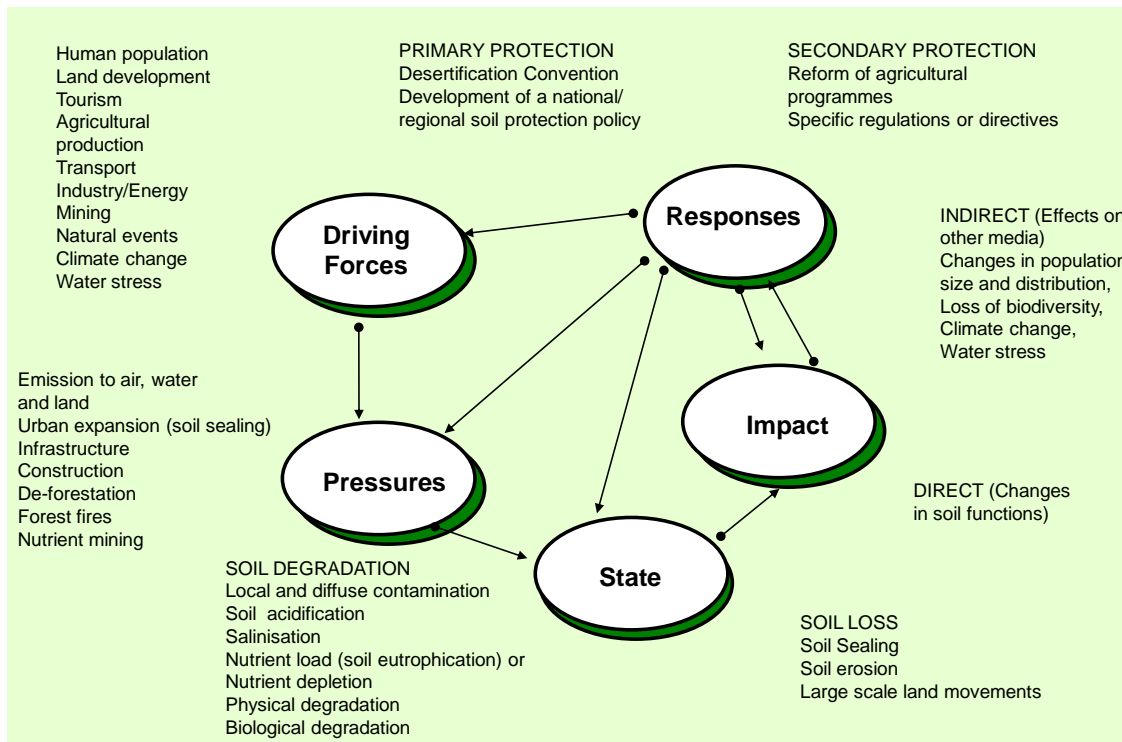 Human population
Land development
Tourism
Agricultural
production
Transport
Industry/Energy
Mining
Natural events
Climate change
Water stress
PRIMARY PROTECTION
Desertification Convention
Development of a national/
regional soil protection policy
SECONDARY PROTECTION
Reform of agricultural
programmes
Specific regulations or directives
Driving
Forces
Responses
INDIRECT (Effects on
other media)
Changes in population
size and distribution,
Loss of biodiversity,
Climate change,
Water stress
Emission to air, water
and land
Urban expansion (soil sealing)
Infrastructure
Construction
De-forestation
Forest fires
Nutrient mining
Pressures
Impact
DIRECT (Changes
in soil functions)
State
SOIL DEGRADATION
Local and diffuse contamination
Soil acidification
Salinisation
Nutrient load (soil eutrophication) or
Nutrient depletion
Physical degradation
Biological degradation
SOIL LOSS
Soil Sealing
Soil erosion
Large scale land movements